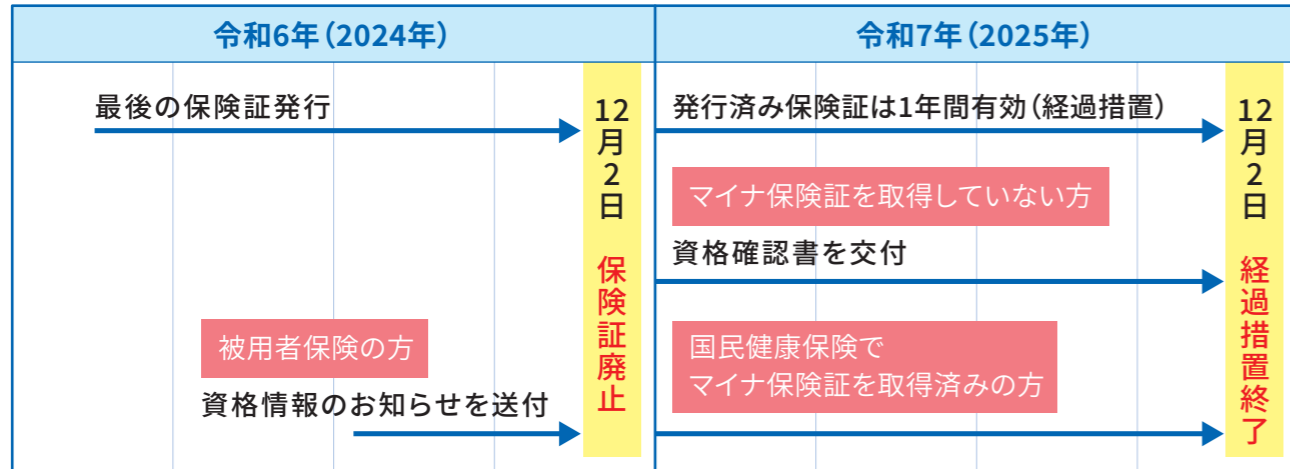 令和6年（2024年）
令和7年（2025年）
最後の保険証発行
12月2日 保険証廃止
被用者保険の方
資格情報のお知らせを送付
発行済み保険証は1年間有効（経過措置）
マイナ保険証を取得していない方
資格確認書を交付
国民健康保険で
マイナ保険証を取得済みの方
12月2日 経過措置終了